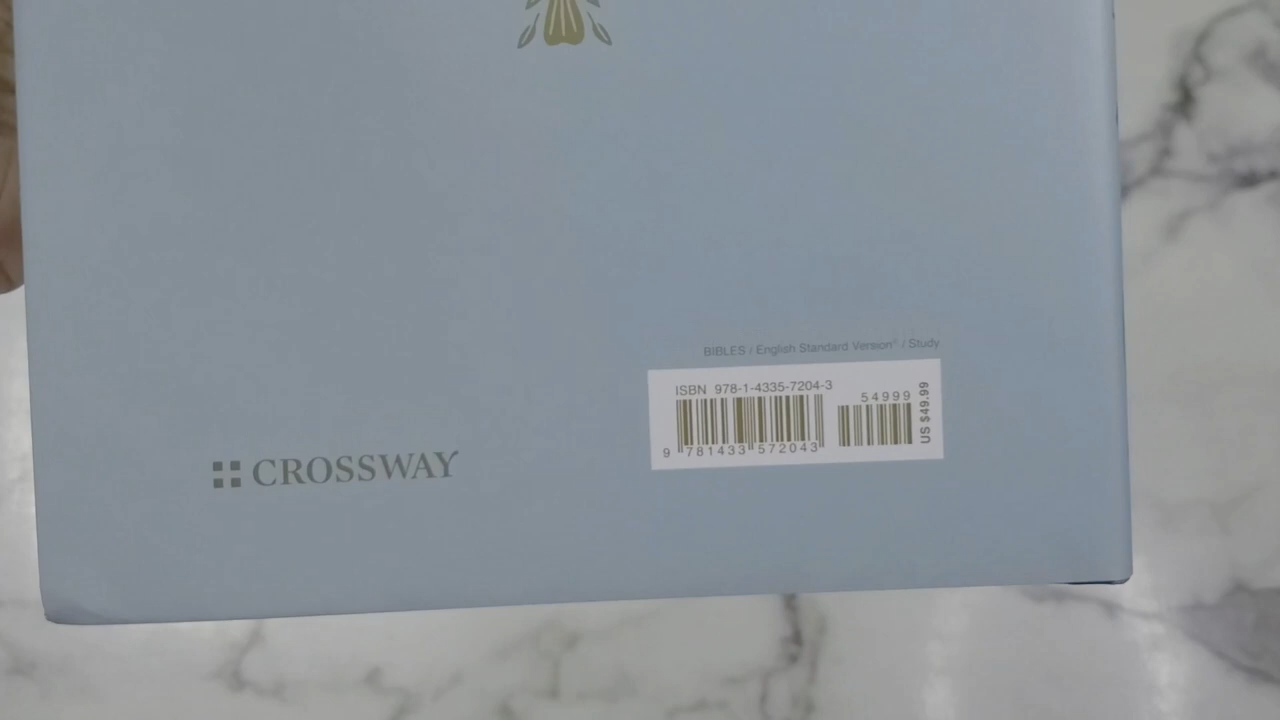 BIBLES / English Standard Version® / Study
ISBN 978-1-4335-7204-3
54999
9 781433 572043
US $49.99
CROSSWAY